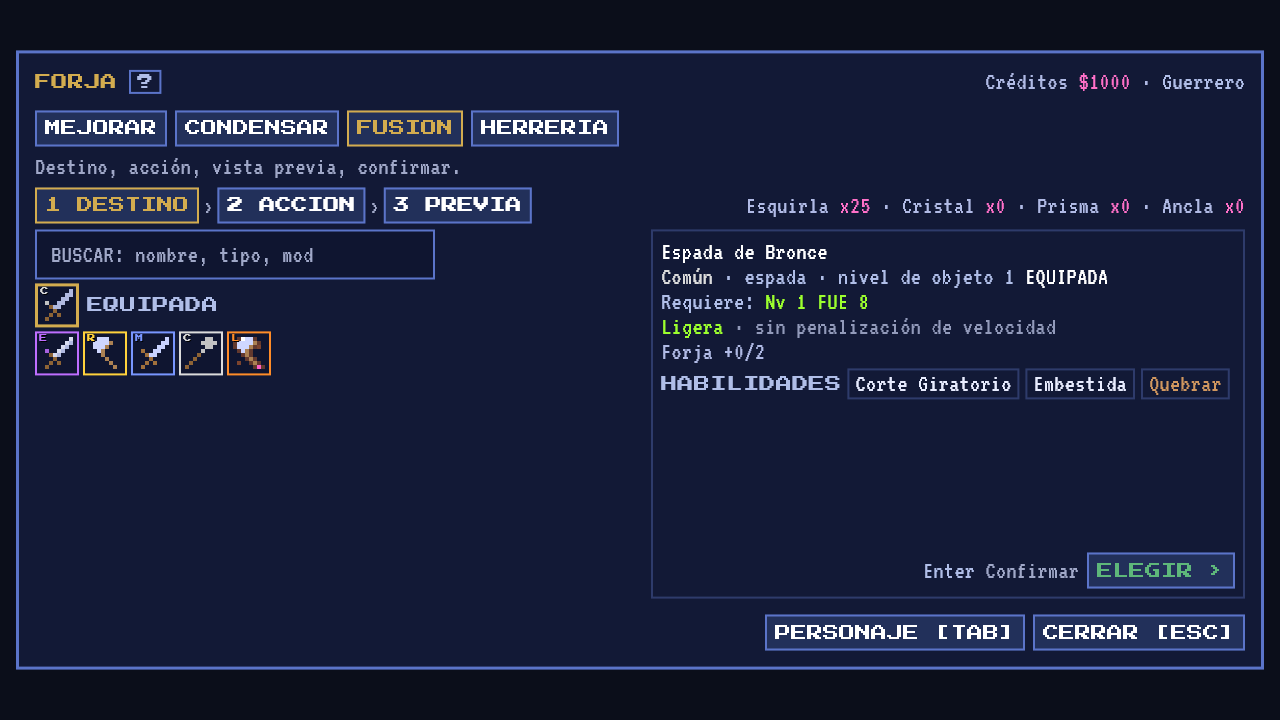 FORJA ?
Créditos $1000 · Guerrero
MEJORAR CONDENSAR FUSION HERRERIA
Destino, acción, vista previa, confirmar.
1 DESTINO › 2 ACCION › 3 PREVIA
Esquirla x25 · Cristal x0 · Prisma x0 · Ancla x0
BUSCAR: nombre, tipo, mod
C EQUIPADA
E R M C L
Espada de Bronce
Común · espada · nivel de objeto 1 EQUIPADA
Requiere: Nv 1 FUE 8
Ligera · sin penalización de velocidad
Forja +0/2
HABILIDADES Corte Giratorio Embestida Quebrar
Enter Confirmar ELEGIR >
PERSONAJE [TAB] CERRAR [ESC]